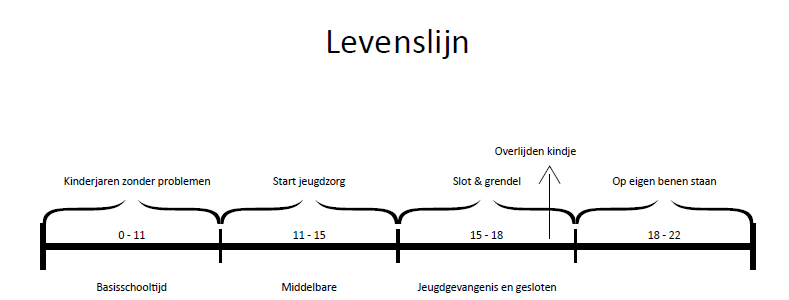 Levenslijn
Overlijden kindje
Kinderjaren zonder problemen
Start jeugdzorg
Slot & grendel
Op eigen benen staan
0 - 11
11 - 15
15 - 18
18 - 22
Basisschooltijd
Middelbare
Jeugdgevangenis en gesloten